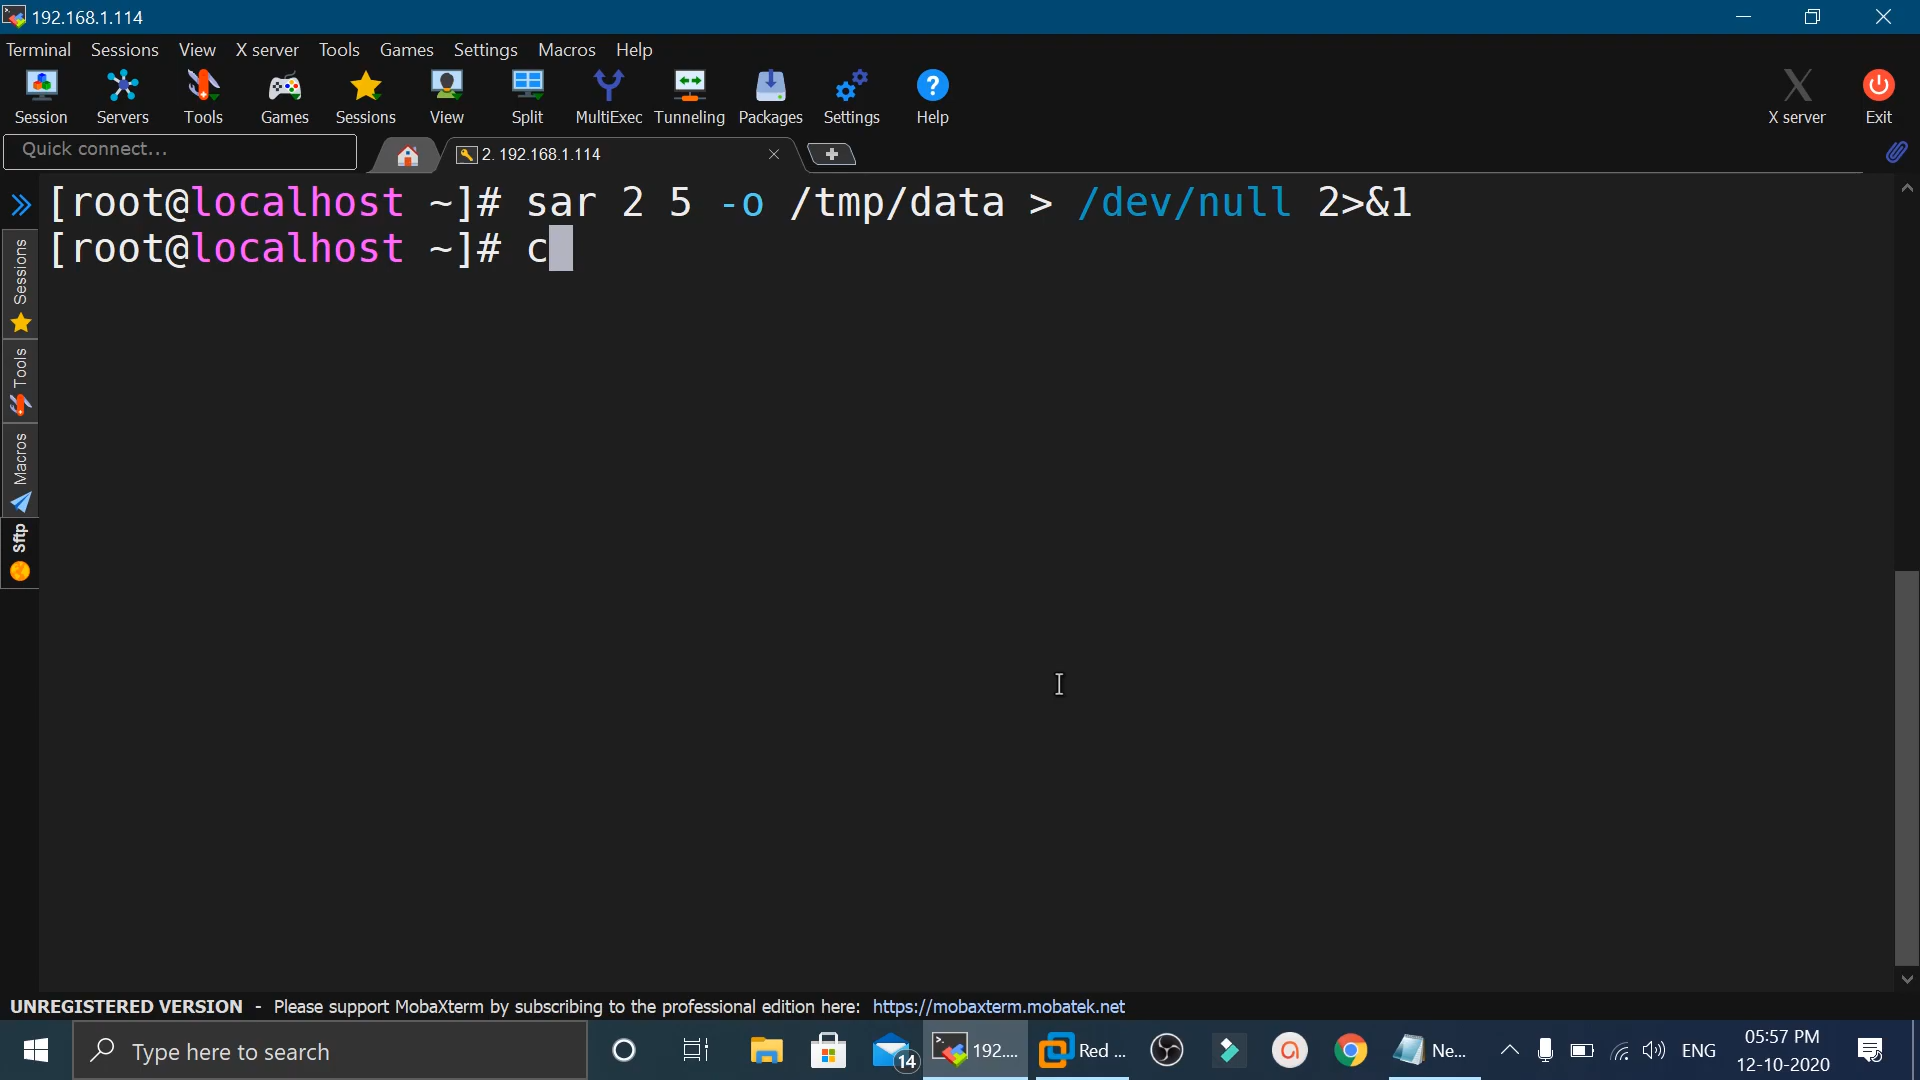 192.168.1.114
Terminal Sessions View X server Tools Games Settings Macros Help
Session Servers Tools Games Sessions View Split MultiExec Tunneling Packages Settings Help X server Exit
Quick connect...
2. 192.168.1.114
[root@localhost ~]# sar 2 5 -o /tmp/data > /dev/null 2>&1
[root@localhost ~]# c
Sessions
Tools
Macros
Sftp
UNREGISTERED VERSION - Please support MobaXterm by subscribing to the professional edition here: https://mobaxterm.mobatek.net
Type here to search
14
192....
Red ...
Ne...
ENG
05:57 PM
12-10-2020